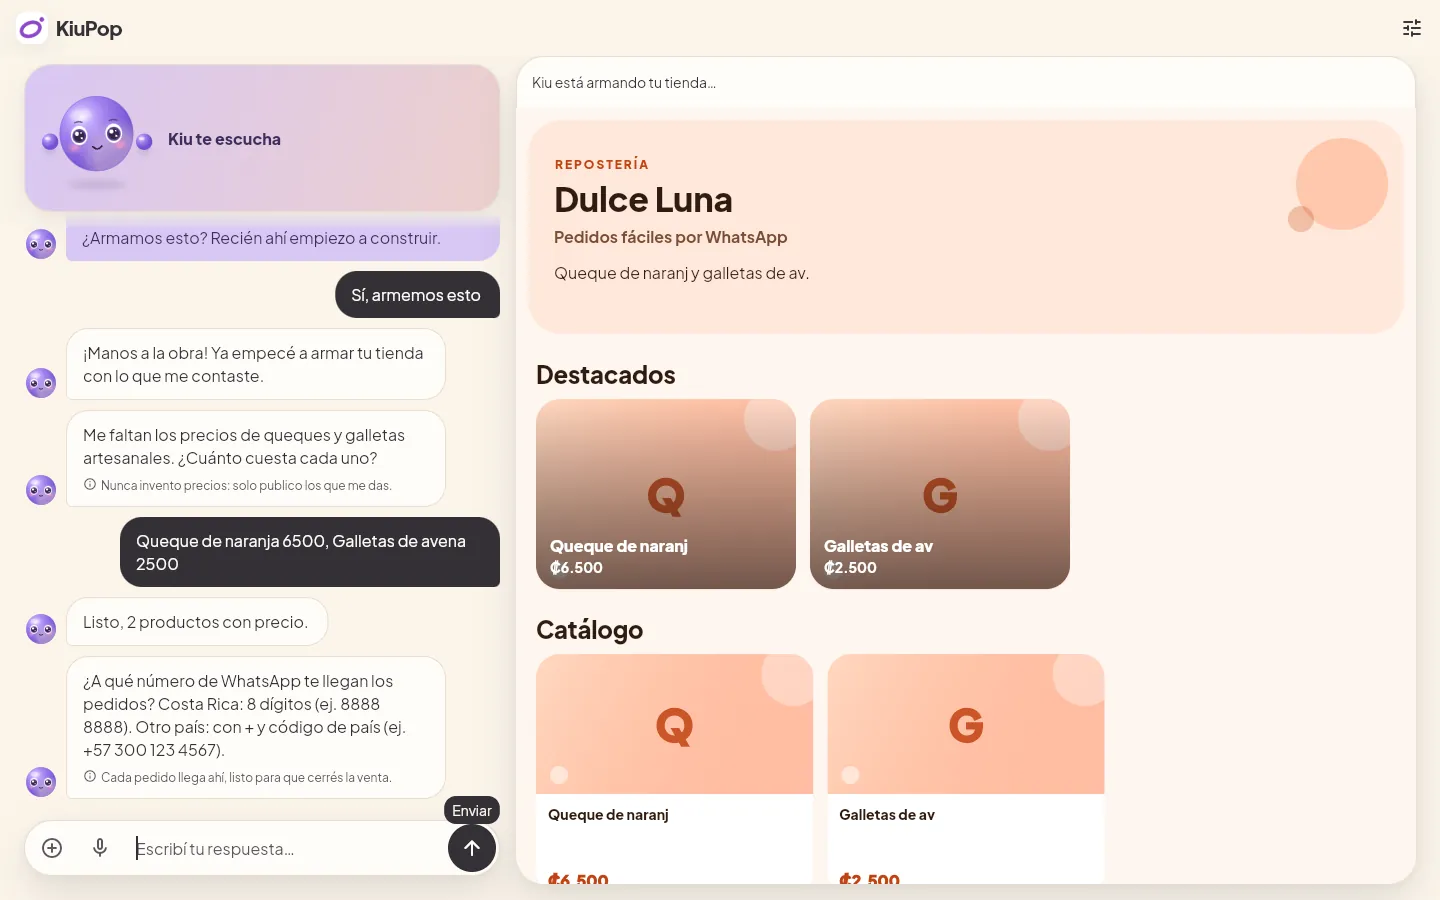 KiuPop
Kiu te escucha
¿Armamos esto? Recién ahí empiezo a construir.
Sí, armemos esto
¡Manos a la obra! Ya empecé a armar tu tienda
con lo que me contaste.
Me faltan los precios de queques y galletas
artesanales. ¿Cuánto cuesta cada uno?
Nunca invento precios: solo publico los que me das.
Queque de naranja 6500, Galletas de avena
2500
Listo, 2 productos con precio.
¿A qué número de WhatsApp te llegan los
pedidos? Costa Rica: 8 dígitos (ej. 8888
8888). Otro país: con + y código de país (ej.
+57 300 123 4567).
Cada pedido llega ahí, listo para que cerrés la venta.
Enviar
Escribí tu respuesta...
Kiu está armando tu tienda...
REPOSTERÍA
Dulce Luna
Pedidos fáciles por WhatsApp
Queque de naranj y galletas de av.
Destacados
Q
Queque de naranj
₡6.500
G
Galletas de av
₡2.500
Catálogo
Q
Queque de naranj
₡6.500
G
Galletas de av
₡2.500